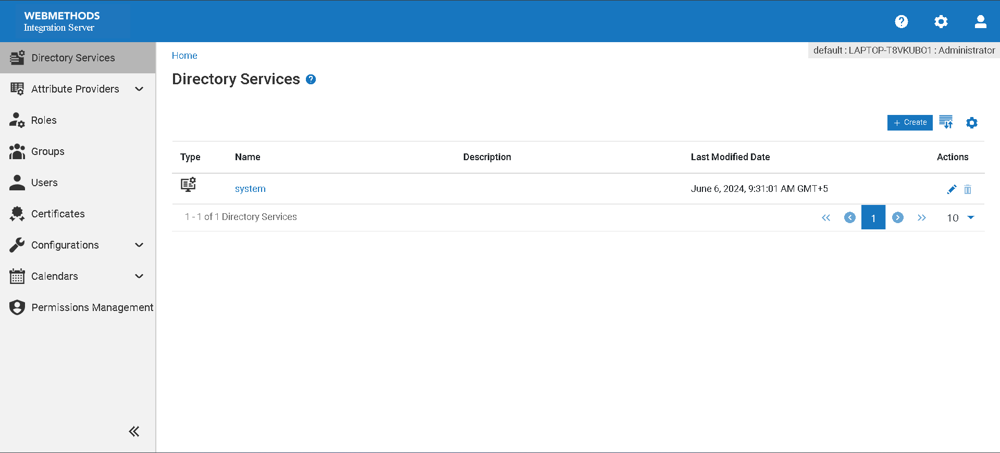 WEBMETHODS
Integration Server
default : LAPTOP-T8VKUBO1 : Administrator
Directory Services
Attribute Providers
Roles
Groups
Users
Certificates
Configurations
Calendars
Permissions Management
Home
Directory Services
+ Create
Type Name Description Last Modified Date Actions
system June 6, 2024, 9:31:01 AM GMT+5
1 - 1 of 1 Directory Services 1 10